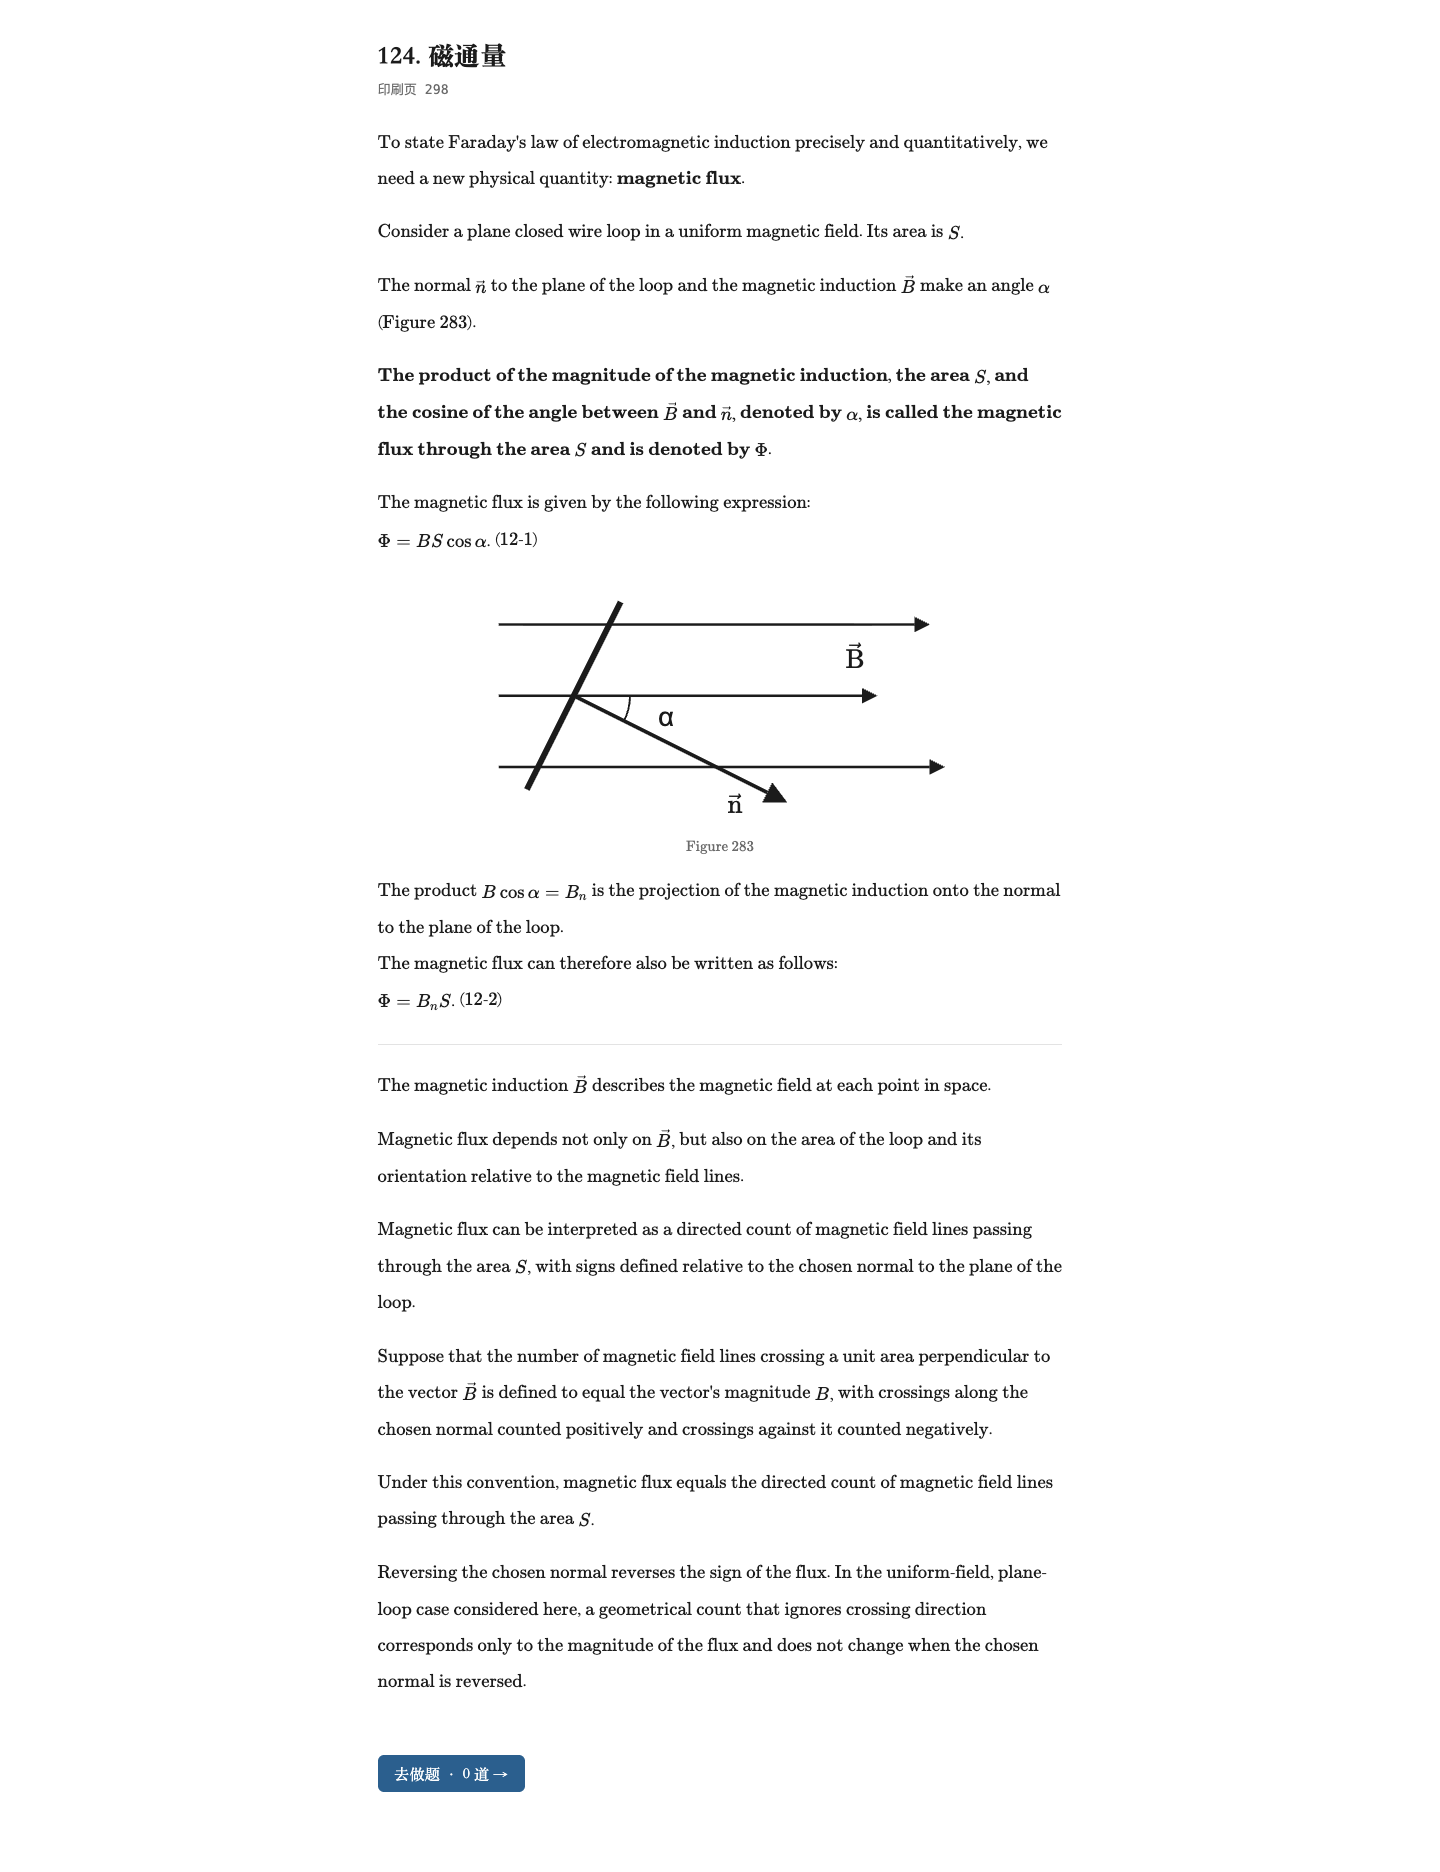 124. 磁通量
印刷页 298
To state Faraday's law of electromagnetic induction precisely and quantitatively, we
need a new physical quantity: magnetic flux.
Consider a plane closed wire loop in a uniform magnetic field. Its area is S.
The normal n⃗ to the plane of the loop and the magnetic induction B⃗ make an angle α
(Figure 283).
The product of the magnitude of the magnetic induction, the area S, and
the cosine of the angle between B⃗ and n⃗, denoted by α, is called the magnetic
flux through the area S and is denoted by Φ.
The magnetic flux is given by the following expression:
Φ = BS cos α. (12-1)
B⃗
α
n⃗
Figure 283
The product B cos α = Bₙ is the projection of the magnetic induction onto the normal
to the plane of the loop.
The magnetic flux can therefore also be written as follows:
Φ = BₙS. (12-2)
The magnetic induction B⃗ describes the magnetic field at each point in space.
Magnetic flux depends not only on B⃗, but also on the area of the loop and its
orientation relative to the magnetic field lines.
Magnetic flux can be interpreted as a directed count of magnetic field lines passing
through the area S, with signs defined relative to the chosen normal to the plane of the
loop.
Suppose that the number of magnetic field lines crossing a unit area perpendicular to
the vector B⃗ is defined to equal the vector's magnitude B, with crossings along the
chosen normal counted positively and crossings against it counted negatively.
Under this convention, magnetic flux equals the directed count of magnetic field lines
passing through the area S.
Reversing the chosen normal reverses the sign of the flux. In the uniform-field, plane-
loop case considered here, a geometrical count that ignores crossing direction
corresponds only to the magnitude of the flux and does not change when the chosen
normal is reversed.
去做题 · 0 道 →